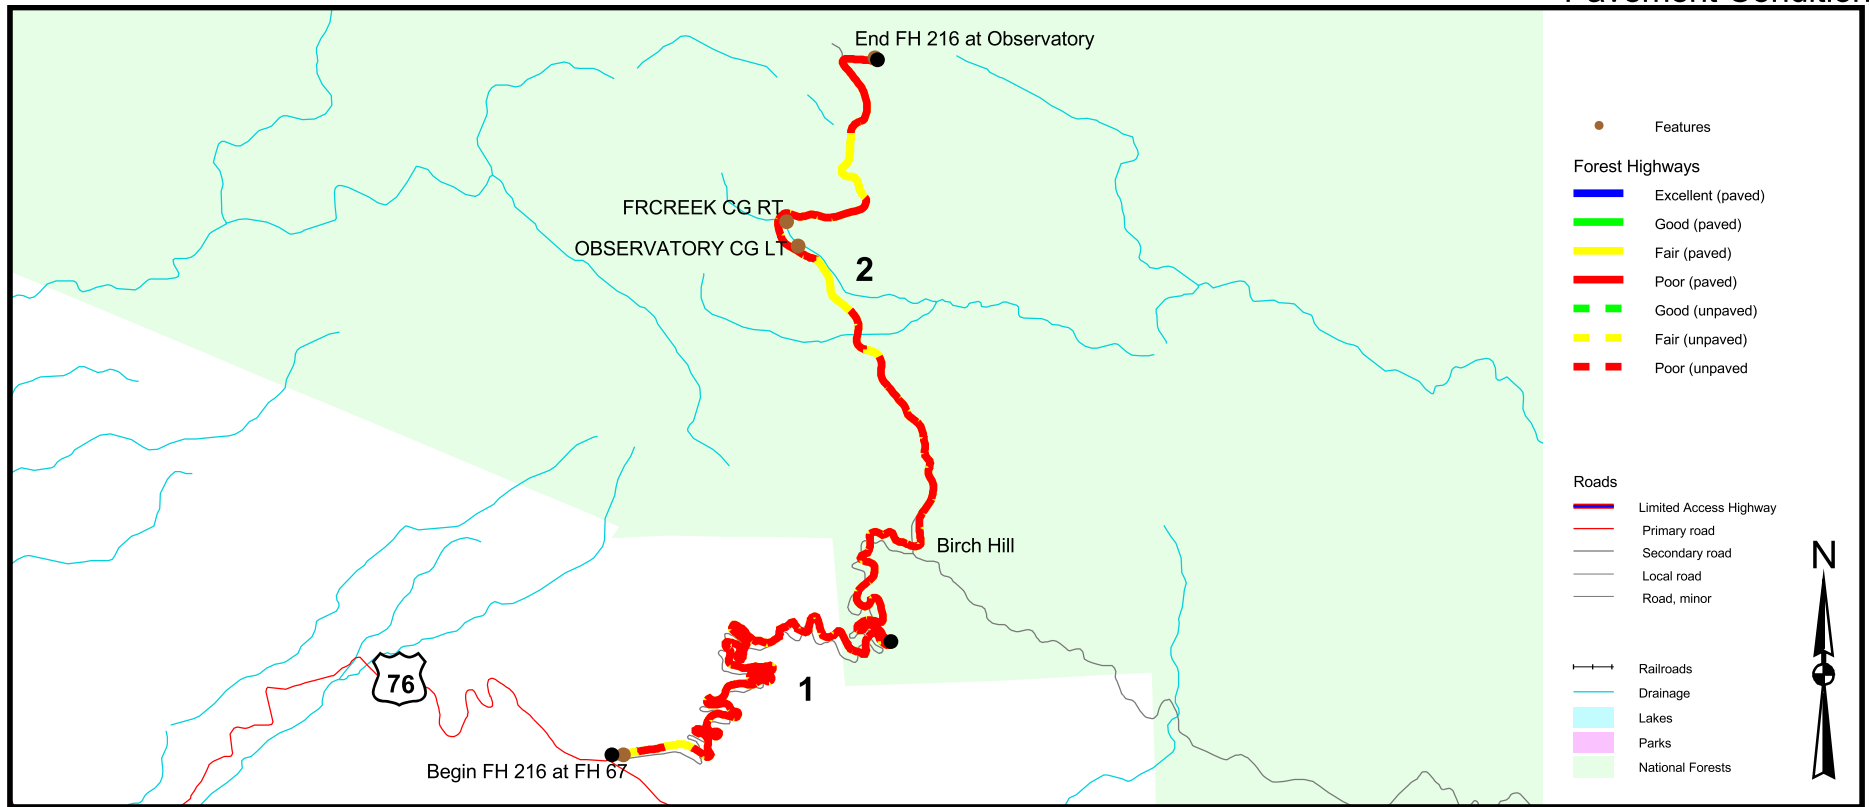 Pavement Condition
End FH 216 at Observatory
FRCREEK CG RT
OBSERVATORY CG LT
2
Birch Hill
1
76
Begin FH 216 at FH 67
Features
Forest Highways
Excellent (paved)
Good (paved)
Fair (paved)
Poor (paved)
Good (unpaved)
Fair (unpaved)
Poor (unpaved
Roads
Limited Access Highway
Primary road
Secondary road
Local road
Road, minor
N
Railroads
Drainage
Lakes
Parks
National Forests